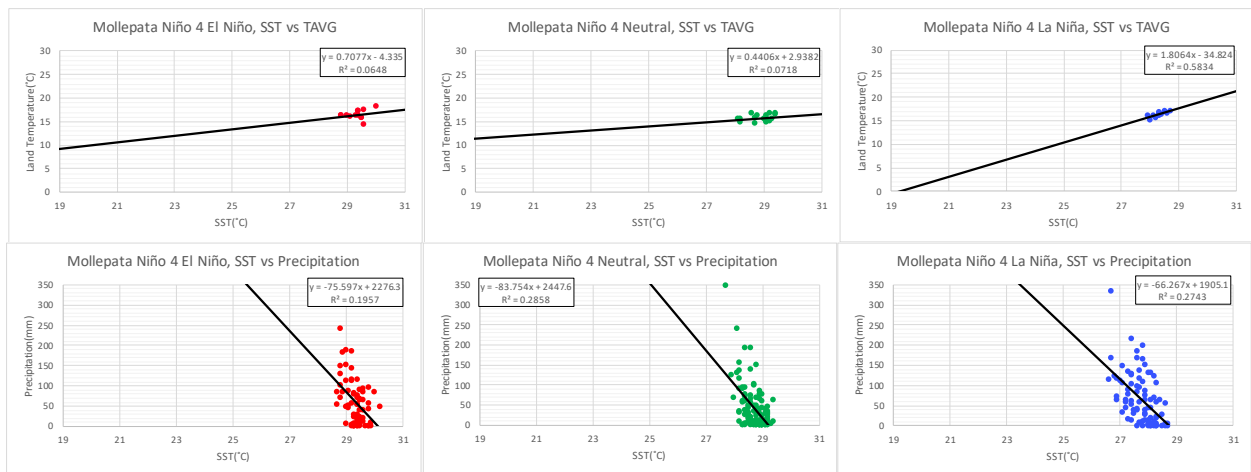 Mollepata Niño 4 El Niño, SST vs TAVG
y = 0.7077x - 4.335
R² = 0.0648
Land Temperature(˚C)
30
25
20
15
10
5
0
19 21 23 25 27 29 31
SST(˚C)
Mollepata Niño 4 Neutral, SST vs TAVG
y = 0.4406x + 2.9382
R² = 0.0718
Land Temperature(˚C)
30
25
20
15
10
5
0
19 21 23 25 27 29 31
SST(˚C)
Mollepata Niño 4 La Niña, SST vs TAVG
y = 1.8064x - 34.824
R² = 0.5834
Land Temperature(˚C)
30
25
20
15
10
5
0
19 21 23 25 27 29 31
SST(C)
Mollepata Niño 4 El Niño, SST vs Precipitation
y = -75.597x + 2276.3
R² = 0.1957
Precipitation(mm)
350
300
250
200
150
100
50
0
19 21 23 25 27 29 31
SST(˚C)
Mollepata Niño 4 Neutral, SST vs Precipitation
y = -83.754x + 2447.6
R² = 0.2858
Precipitation(mm)
350
300
250
200
150
100
50
0
19 21 23 25 27 29 31
SST(˚C)
Mollepata Niño 4 La Niña, SST vs Precipitation
y = -66.267x + 1905.1
R² = 0.2743
Precipitation(mm)
350
300
250
200
150
100
50
0
19 21 23 25 27 29 31
SST(˚C)